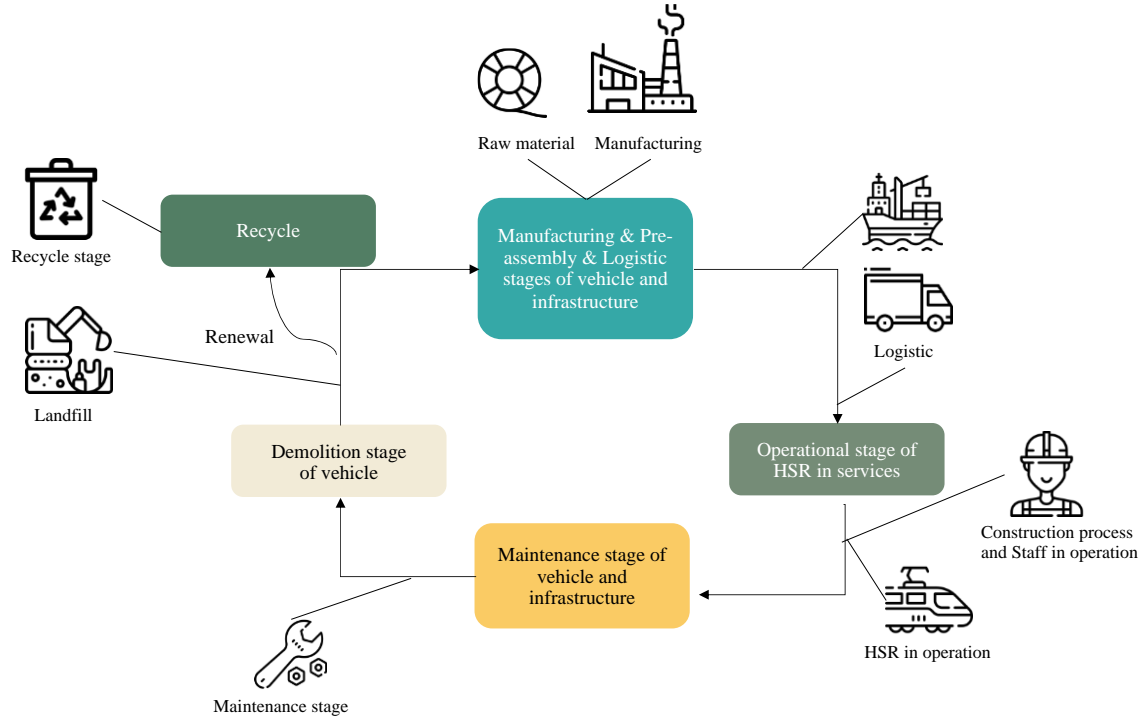 Raw material
Manufacturing
Recycle
Manufacturing & Pre-
assembly & Logistic
stages of vehicle and
infrastructure
Recycle stage
Renewal
Logistic
Landfill
Demolition stage
of vehicle
Operational stage of
HSR in services
Construction process
and Staff in operation
Maintenance stage of
vehicle and
infrastructure
HSR in operation
Maintenance stage